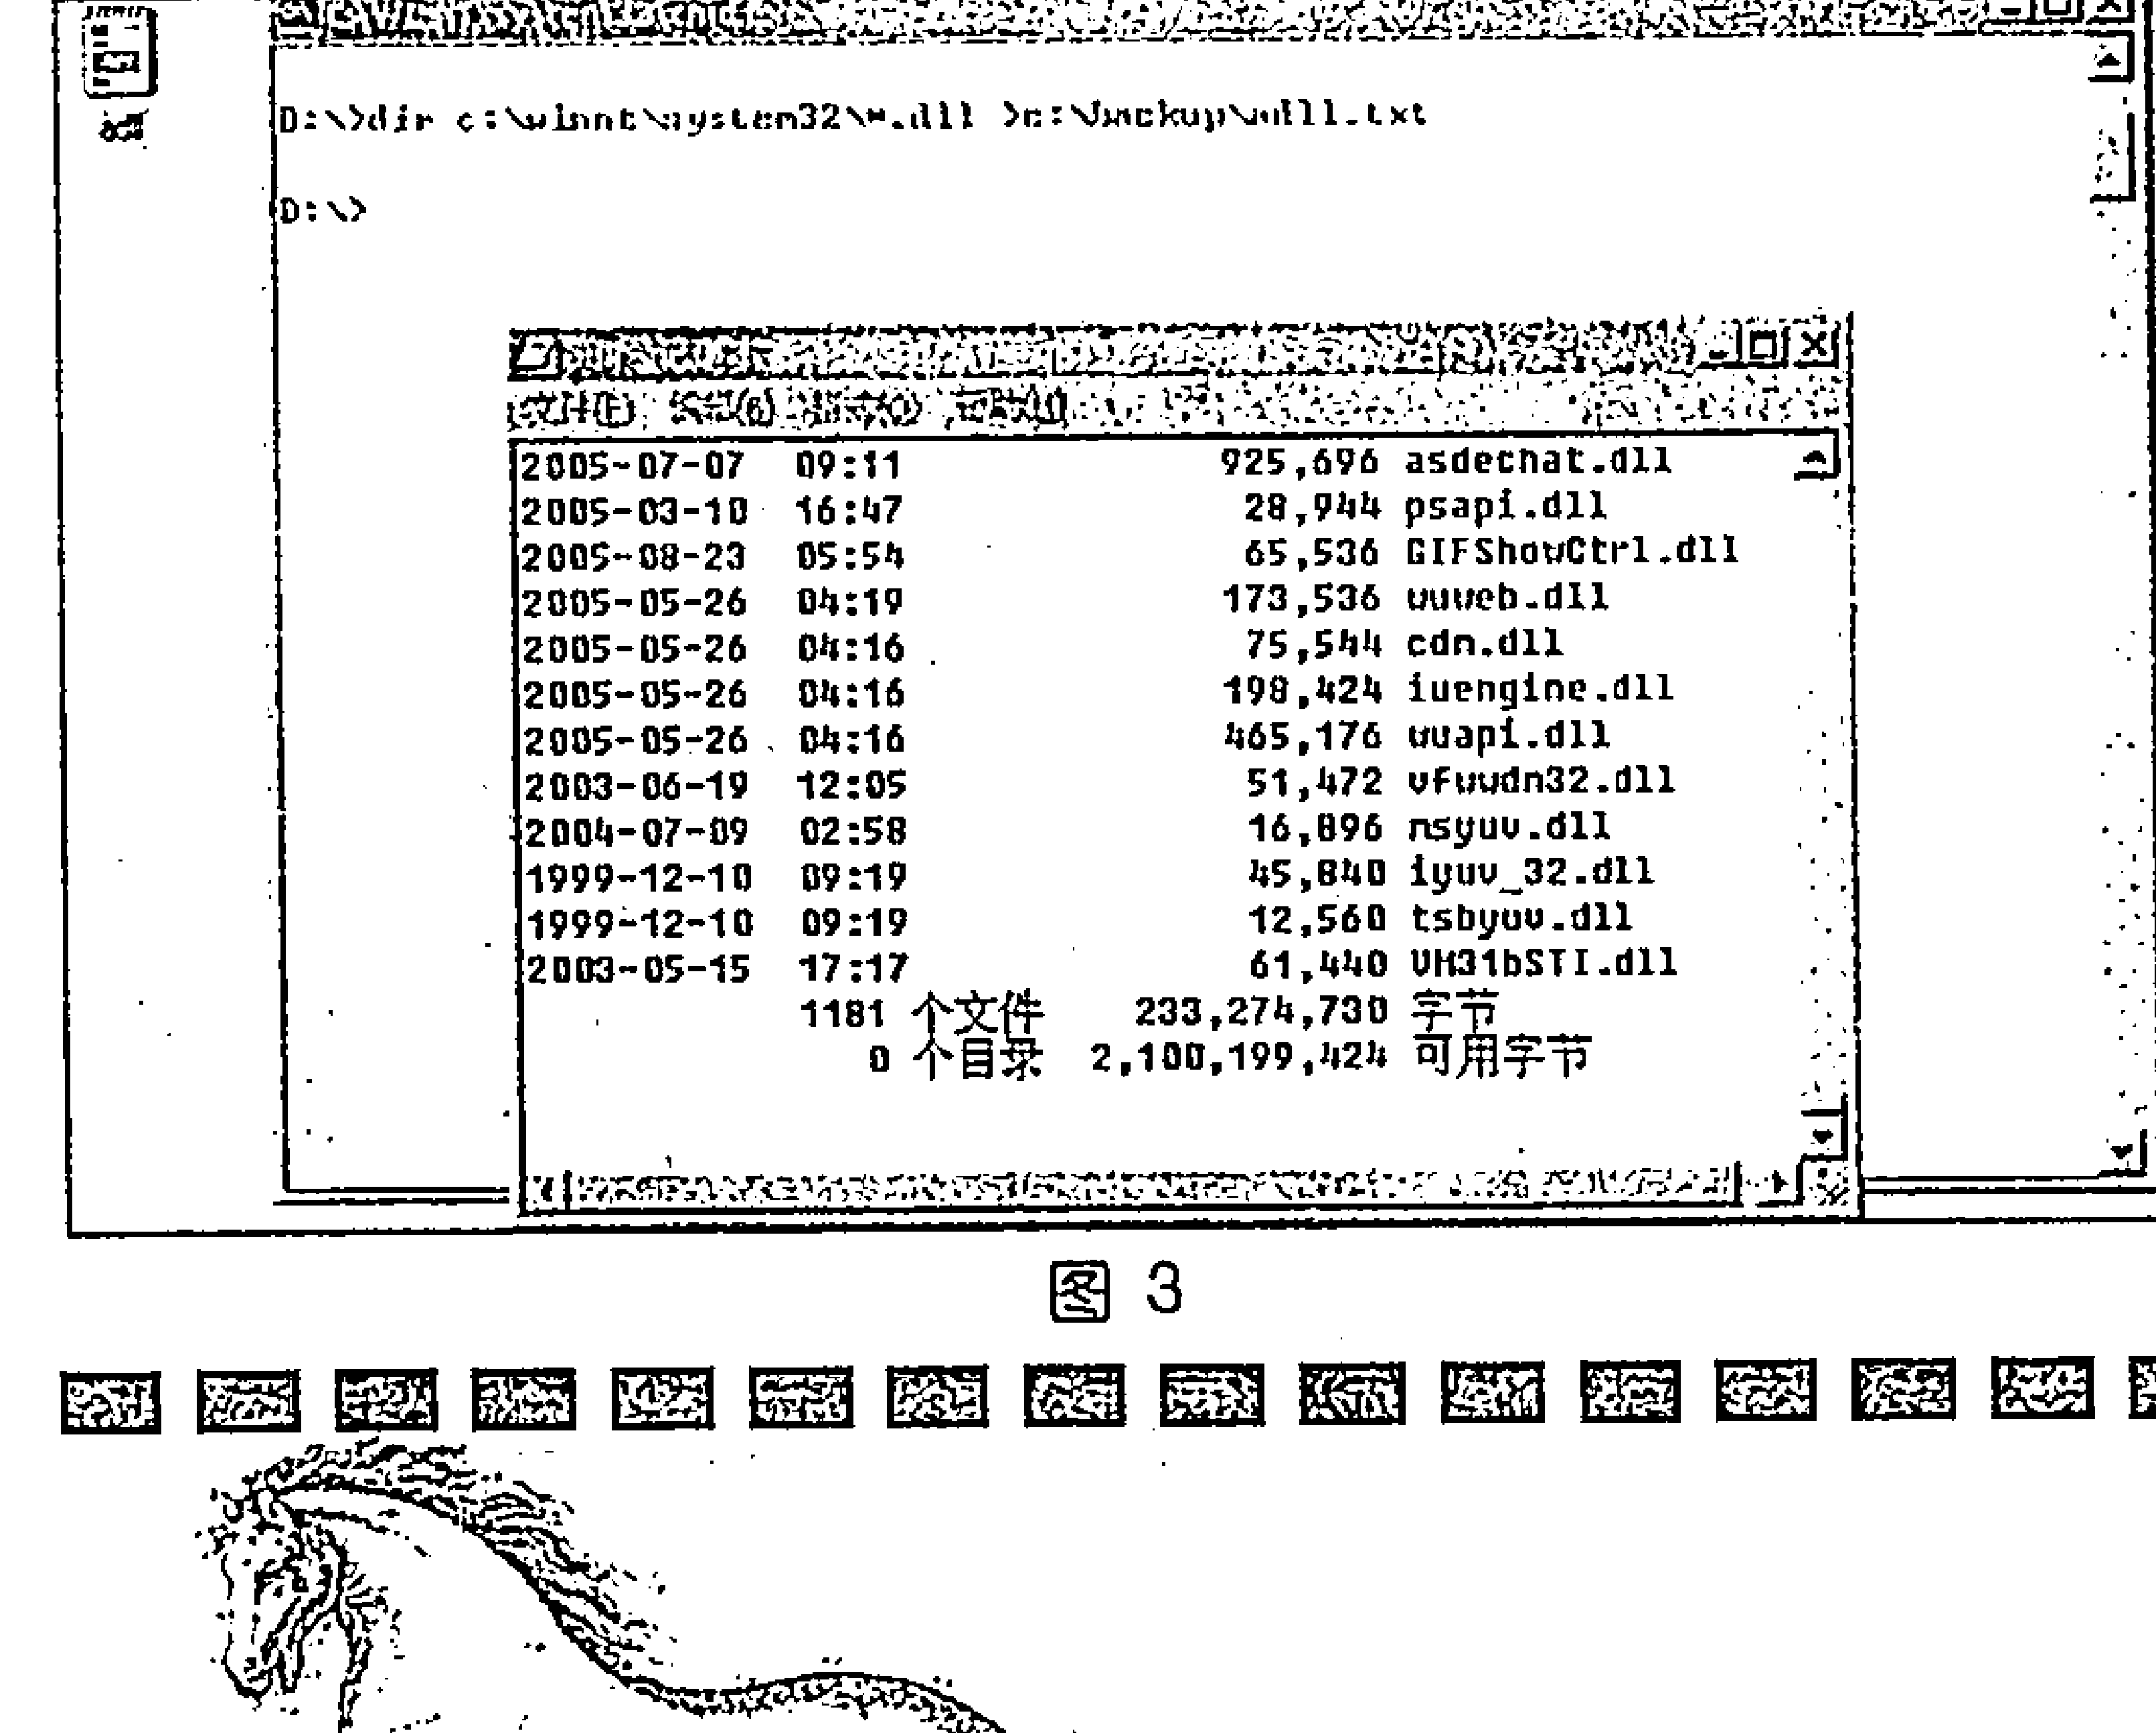 D:\>dir c:\winnt\system32\*.dll >c:\backup\dll.txt
D:\>
2005-07-07 09:11 925,696 asdechat.dll
2005-03-10 16:47 28,944 psapi.dll
2005-08-23 05:54 65,536 GIFShowCtrl.dll
2005-05-26 04:19 173,536 wuweb.dll
2005-05-26 04:16 75,544 cdm.dll
2005-05-26 04:16 198,424 iuengine.dll
2005-05-26 04:16 465,176 wuapi.dll
2003-06-19 12:05 51,472 vfwwdm32.dll
2004-07-09 02:58 16,896 msyuv.dll
1999-12-10 09:19 45,840 iyuv_32.dll
1999-12-10 09:19 12,560 tsbyuv.dll
2003-05-15 17:17 61,440 VM31bSTI.dll
1181 个文件 233,274,730 字节
0 个目录 2,100,199,424 可用字节
图 3